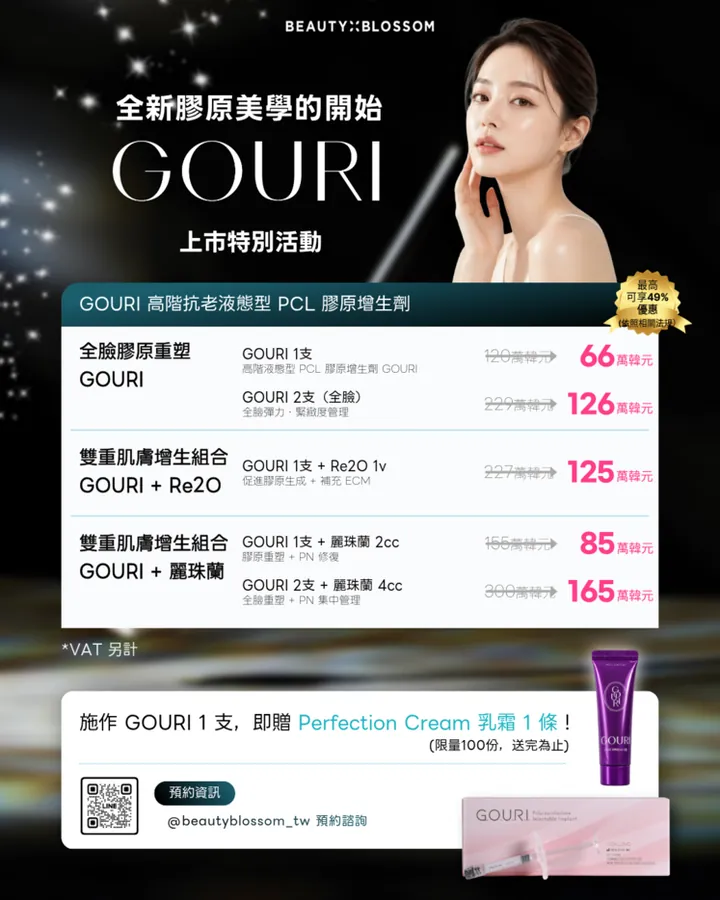 BEAUTY BLOSSOM
全新膠原美學的開始
GOURI
上市特別活動
GOURI 高階抗老液態型 PCL 膠原增生劑
最高
可享49%
優惠
(依照相關法規)
全臉膠原重塑
GOURI
GOURI 1支
高階液態型 PCL 膠原增生劑 GOURI
120萬韓元
66萬韓元
GOURI 2支（全臉）
全臉彈力・緊緻度管理
229萬韓元
126萬韓元
雙重肌膚增生組合
GOURI + Re2O
GOURI 1支 + Re2O 1v
促進膠原生成 + 補充 ECM
227萬韓元
125萬韓元
雙重肌膚增生組合
GOURI + 麗珠蘭
GOURI 1支 + 麗珠蘭 2cc
膠原重塑 + PN 修復
155萬韓元
85萬韓元
GOURI 2支 + 麗珠蘭 4cc
全臉重塑 + PN 集中管理
300萬韓元
165萬韓元
*VAT 另計
施作 GOURI 1 支，即贈 Perfection Cream 乳霜 1 條！
(限量100份，送完為止)
LINE
預約資訊
@beautyblossom_tw 預約諮詢
GOURI
GOURI